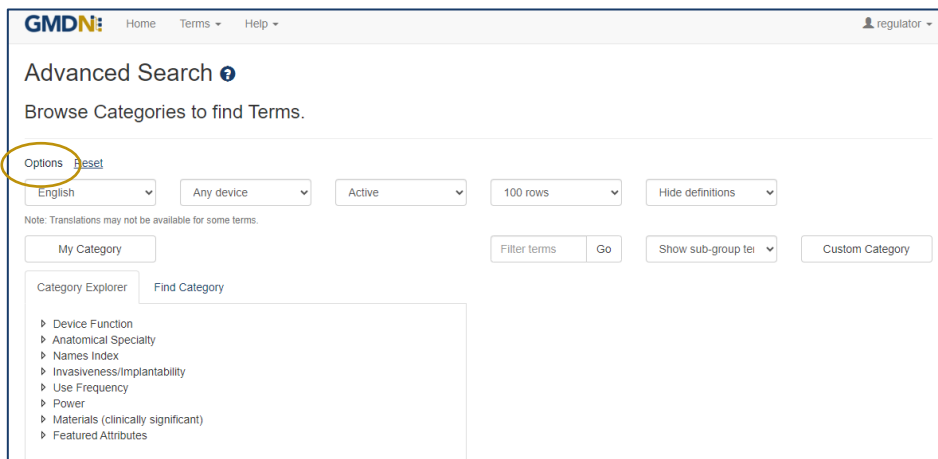 GMDN Home Terms Help regulator
Advanced Search ?
Browse Categories to find Terms.
Options Reset
English Any device Active 100 rows Hide definitions
Note: Translations may not be available for some terms.
My Category Filter terms Go Show sub-group ter Custom Category
Category Explorer Find Category
Device Function
Anatomical Specialty
Names Index
Invasiveness/Implantability
Use Frequency
Power
Materials (clinically significant)
Featured Attributes